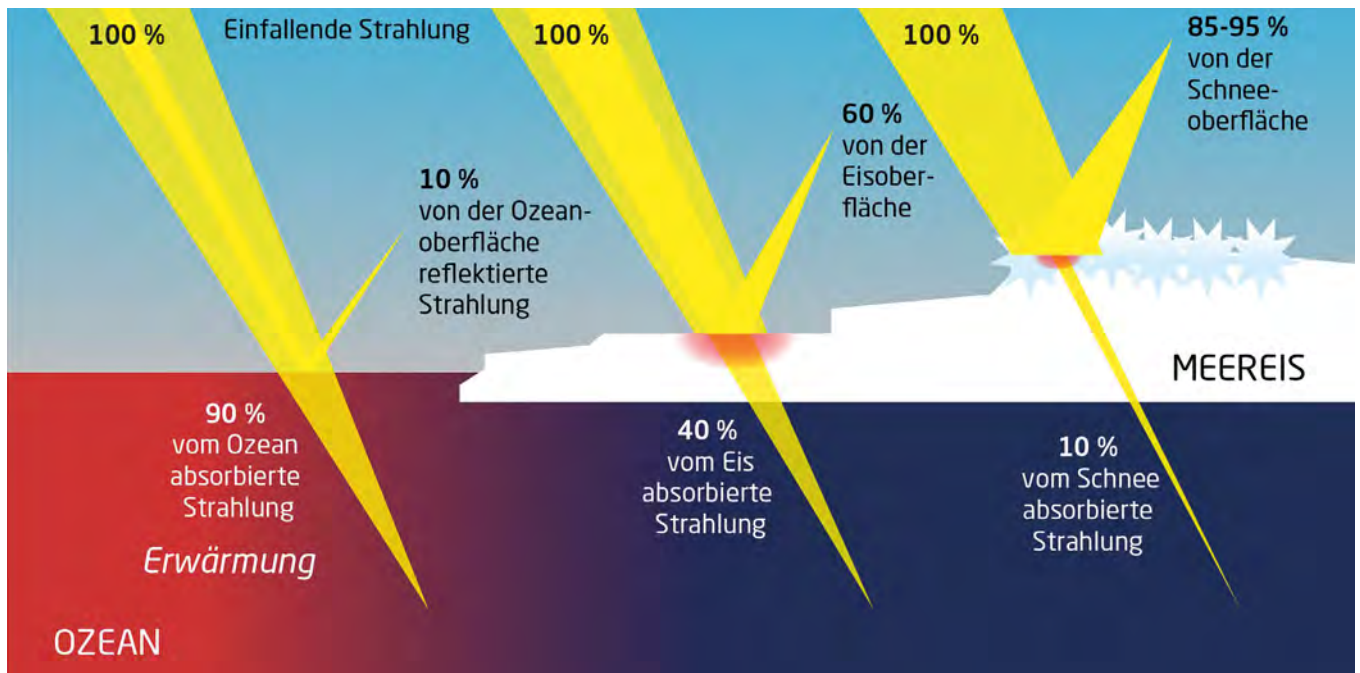 100 %
Einfallende Strahlung
100 %
100 %
85-95 %
von der
Schnee-
oberfläche
60 %
von der
Eisober-
fläche
10 %
von der Ozean-
oberfläche
reflektierte
Strahlung
MEEREIS
90 %
vom Ozean
absorbierte
Strahlung
40 %
vom Eis
absorbierte
Strahlung
10 %
vom Schnee
absorbierte
Strahlung
Erwärmung
OZEAN